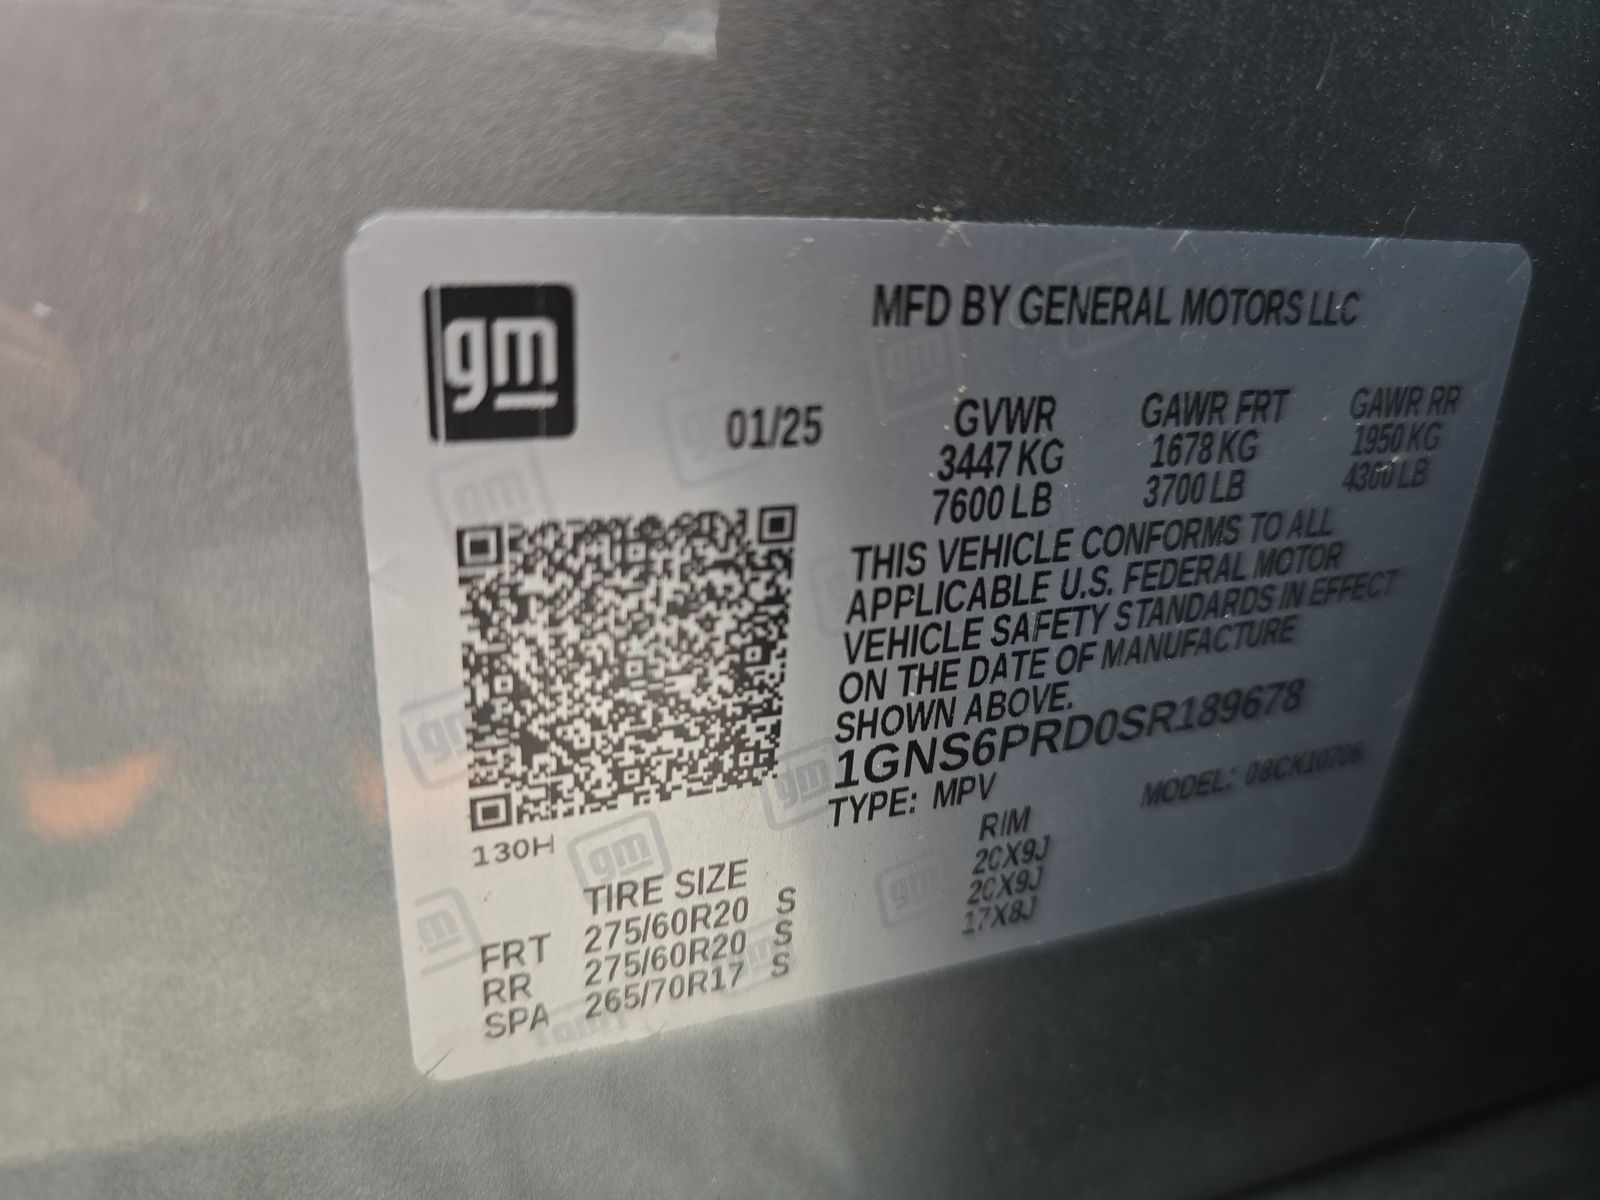 gm
MFD BY GENERAL MOTORS LLC
01/25
GVWR GAWR FRT GAWR RR
3447 KG 1678 KG 1950 KG
7600 LB 3700 LB 4300 LB
THIS VEHICLE CONFORMS TO ALL
APPLICABLE U.S. FEDERAL MOTOR
VEHICLE SAFETY STANDARDS IN EFFECT
ON THE DATE OF MANUFACTURE
SHOWN ABOVE.
1GNS6PRD0SR189678
TYPE: MPV MODEL: 08CK10706
130H
TIRE SIZE RIM
FRT 275/60R20 S 20X9J
RR 275/60R20 S 20X9J
SPA 265/70R17 S 17X8J